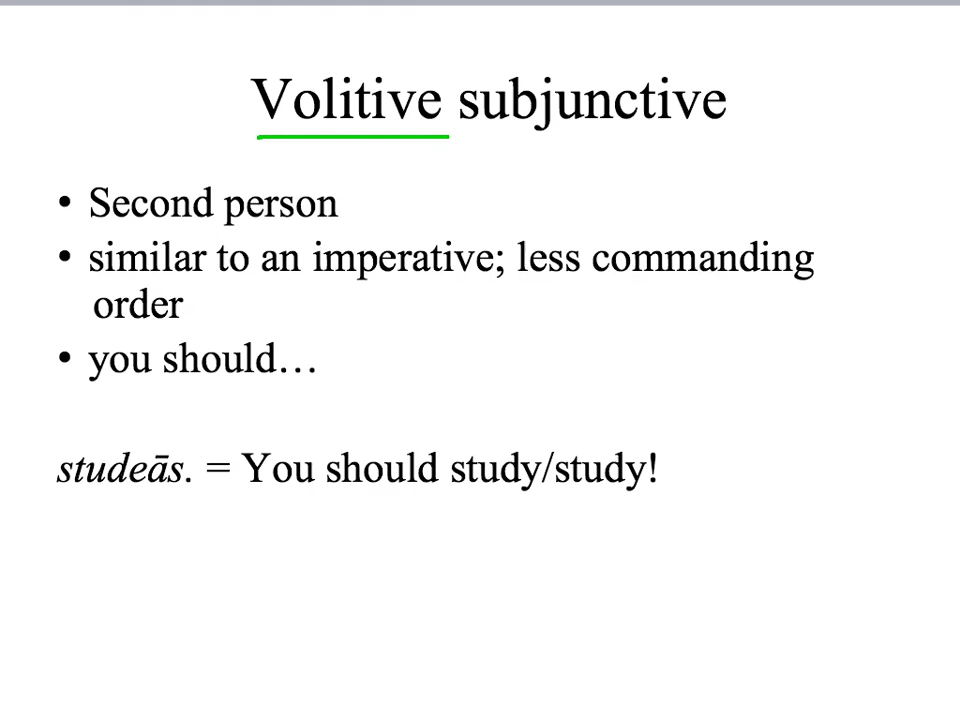 Volitive subjunctive
• Second person
• similar to an imperative; less commanding
order
• you should…
studeās. = You should study/study!